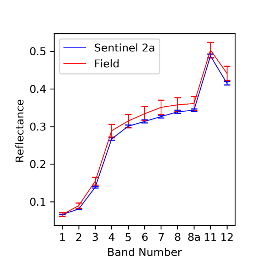 Sentinel 2a
Field
Reflectance
0.5
0.4
0.3
0.2
0.1
1 2 3 4 5 6 7 8 8a 11 12
Band Number